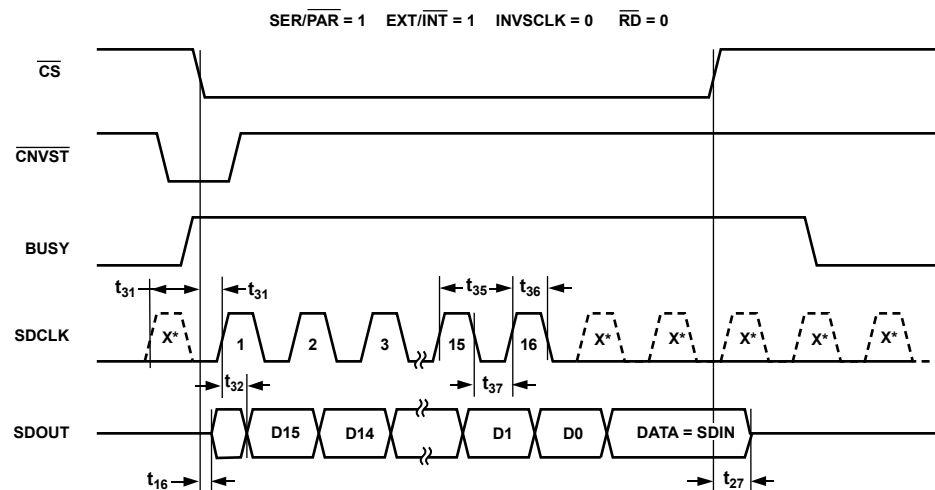 SER/PAR = 1 EXT/INT = 1 INVSCLK = 0 RD = 0
CS
CNVST
BUSY
t31 t31 t35 t36
SDCLK X* 1 2 3 15 16 X* X* X* X* X*
t32 t37
SDOUT D15 D14 D1 D0 DATA = SDIN
t16 t27